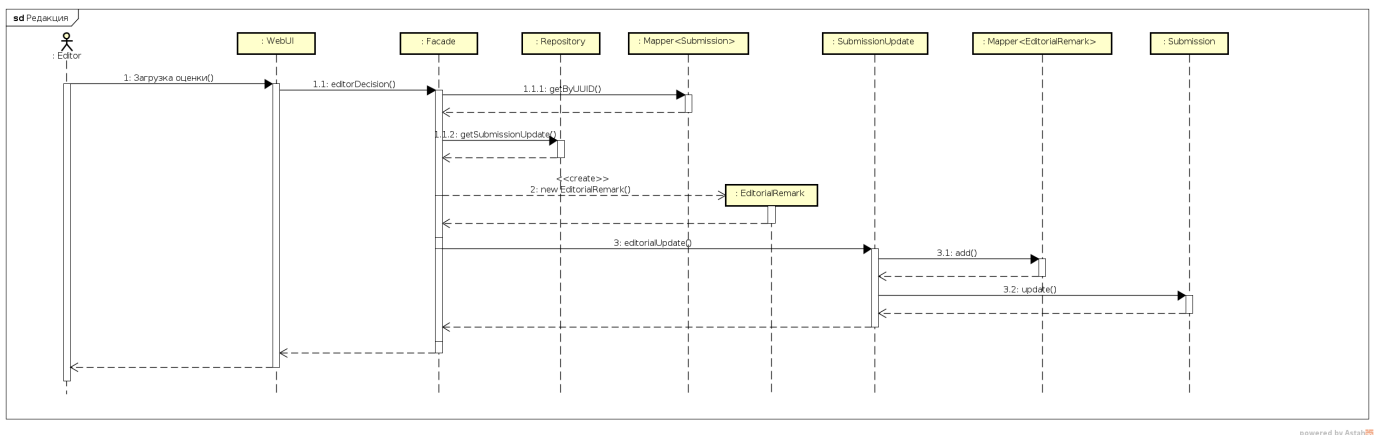 sd Редакция
: Editor
: WebUI
: Facade
: Repository
: Mapper<Submission>
: SubmissionUpdate
: Mapper<EditorialRemark>
: Submission
1: Загрузка оценки()
1.1: editorDecision()
1.1.1: getByUUID()
1.1.2: getSubmissionUpdate()
<<create>>
2: new EditorialRemark()
: EditorialRemark
3: editorialUpdate()
3.1: add()
3.2: update()
powered by Astah